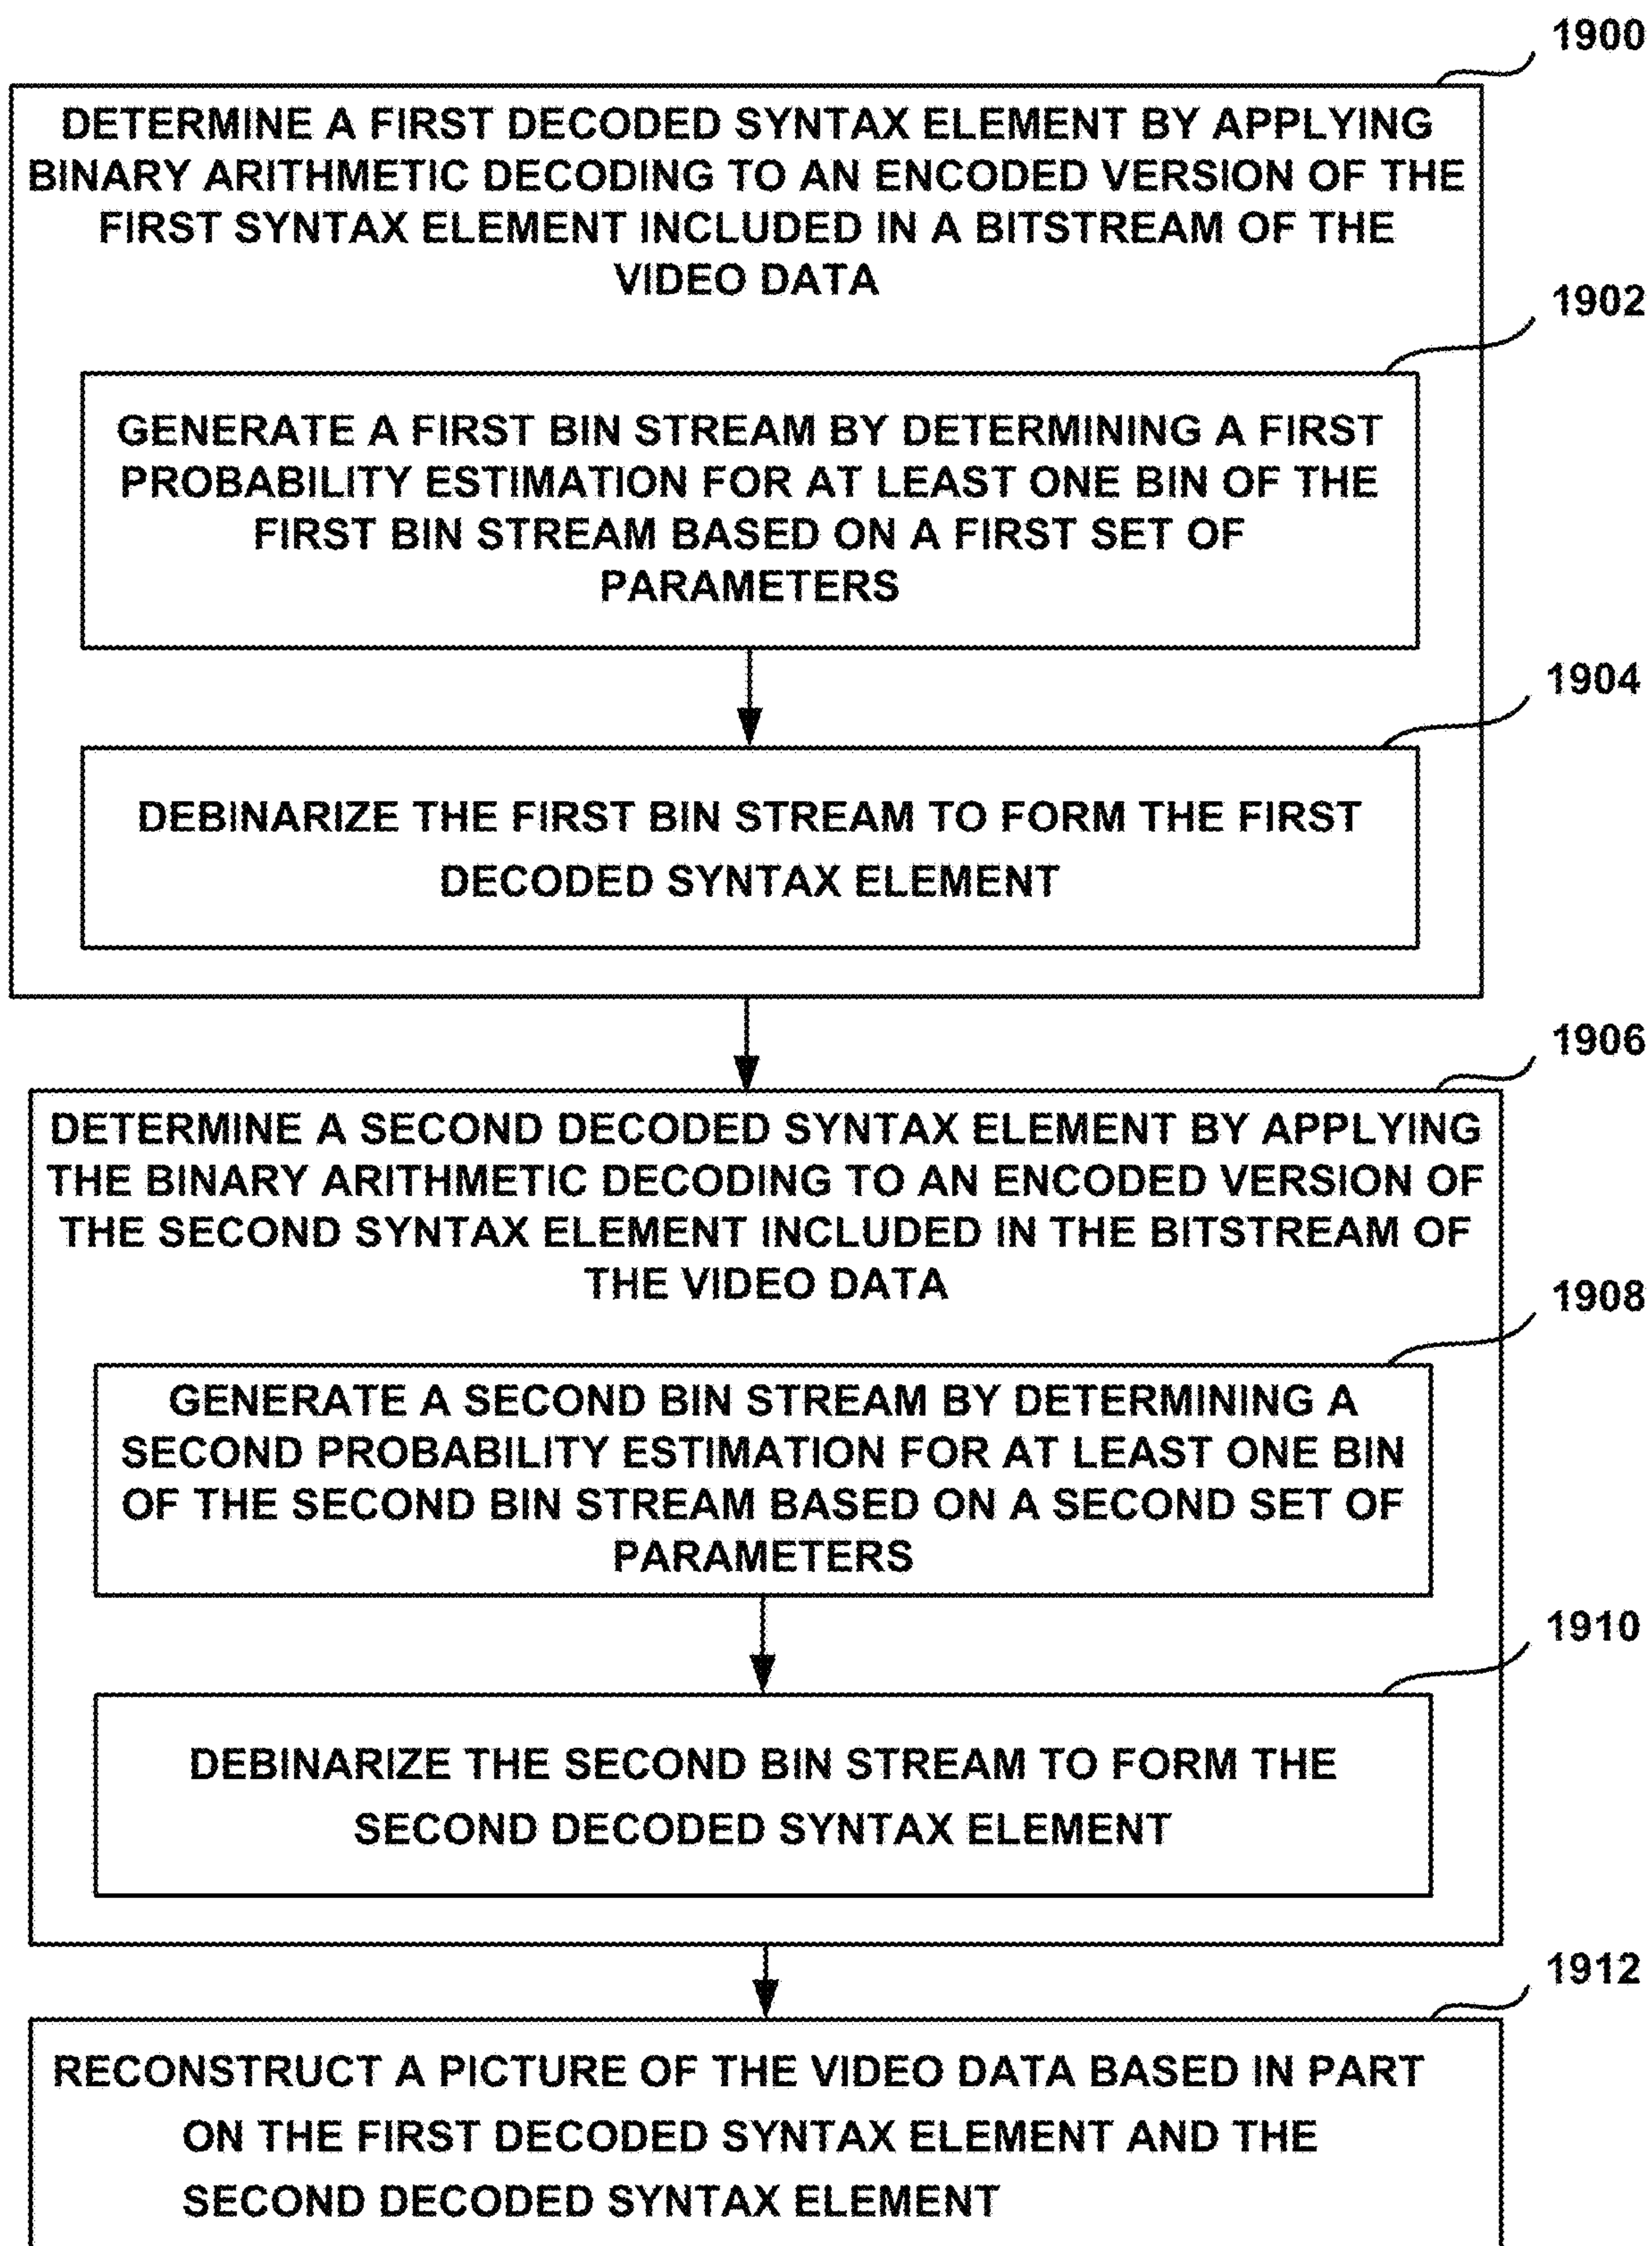 1900
DETERMINE A FIRST DECODED SYNTAX ELEMENT BY APPLYING
BINARY ARITHMETIC DECODING TO AN ENCODED VERSION OF THE
FIRST SYNTAX ELEMENT INCLUDED IN A BITSTREAM OF THE
VIDEO DATA
1902
GENERATE A FIRST BIN STREAM BY DETERMINING A FIRST
PROBABILITY ESTIMATION FOR AT LEAST ONE BIN OF THE
FIRST BIN STREAM BASED ON A FIRST SET OF
PARAMETERS
1904
DEBINARIZE THE FIRST BIN STREAM TO FORM THE FIRST
DECODED SYNTAX ELEMENT
1906
DETERMINE A SECOND DECODED SYNTAX ELEMENT BY APPLYING
THE BINARY ARITHMETIC DECODING TO AN ENCODED VERSION OF
THE SECOND SYNTAX ELEMENT INCLUDED IN THE BITSTREAM OF
THE VIDEO DATA
1908
GENERATE A SECOND BIN STREAM BY DETERMINING A
SECOND PROBABILITY ESTIMATION FOR AT LEAST ONE BIN
OF THE SECOND BIN STREAM BASED ON A SECOND SET OF
PARAMETERS
1910
DEBINARIZE THE SECOND BIN STREAM TO FORM THE
SECOND DECODED SYNTAX ELEMENT
1912
RECONSTRUCT A PICTURE OF THE VIDEO DATA BASED IN PART
ON THE FIRST DECODED SYNTAX ELEMENT AND THE
SECOND DECODED SYNTAX ELEMENT